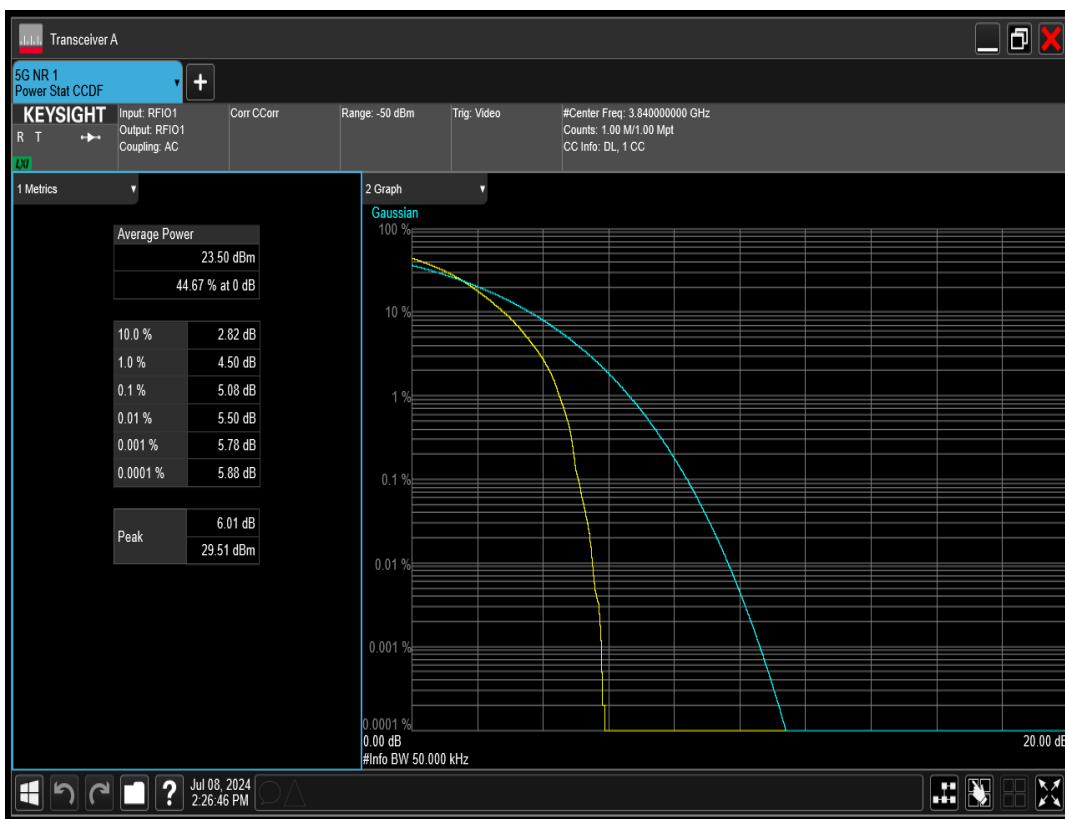 Transceiver A
5G NR 1
Power Stat CCDF
+
KEYSIGHT
R T
LXI
Input: RFIO1
Output: RFIO1
Coupling: AC
Corr CCorr
Range: -50 dBm
Trig: Video
#Center Freq: 3.840000000 GHz
Counts: 1.00 M/1.00 Mpt
CC Info: DL, 1 CC
1 Metrics
Average Power
23.50 dBm
44.67 % at 0 dB
10.0 % 2.82 dB
1.0 % 4.50 dB
0.1 % 5.08 dB
0.01 % 5.50 dB
0.001 % 5.78 dB
0.0001 % 5.88 dB
Peak 6.01 dB
29.51 dBm
2 Graph
Gaussian
100 %
10 %
1 %
0.1 %
0.01 %
0.001 %
0.0001 %
0.00 dB 20.00 dB
#Info BW 50.000 kHz
?
Jul 08, 2024
2:26:46 PM